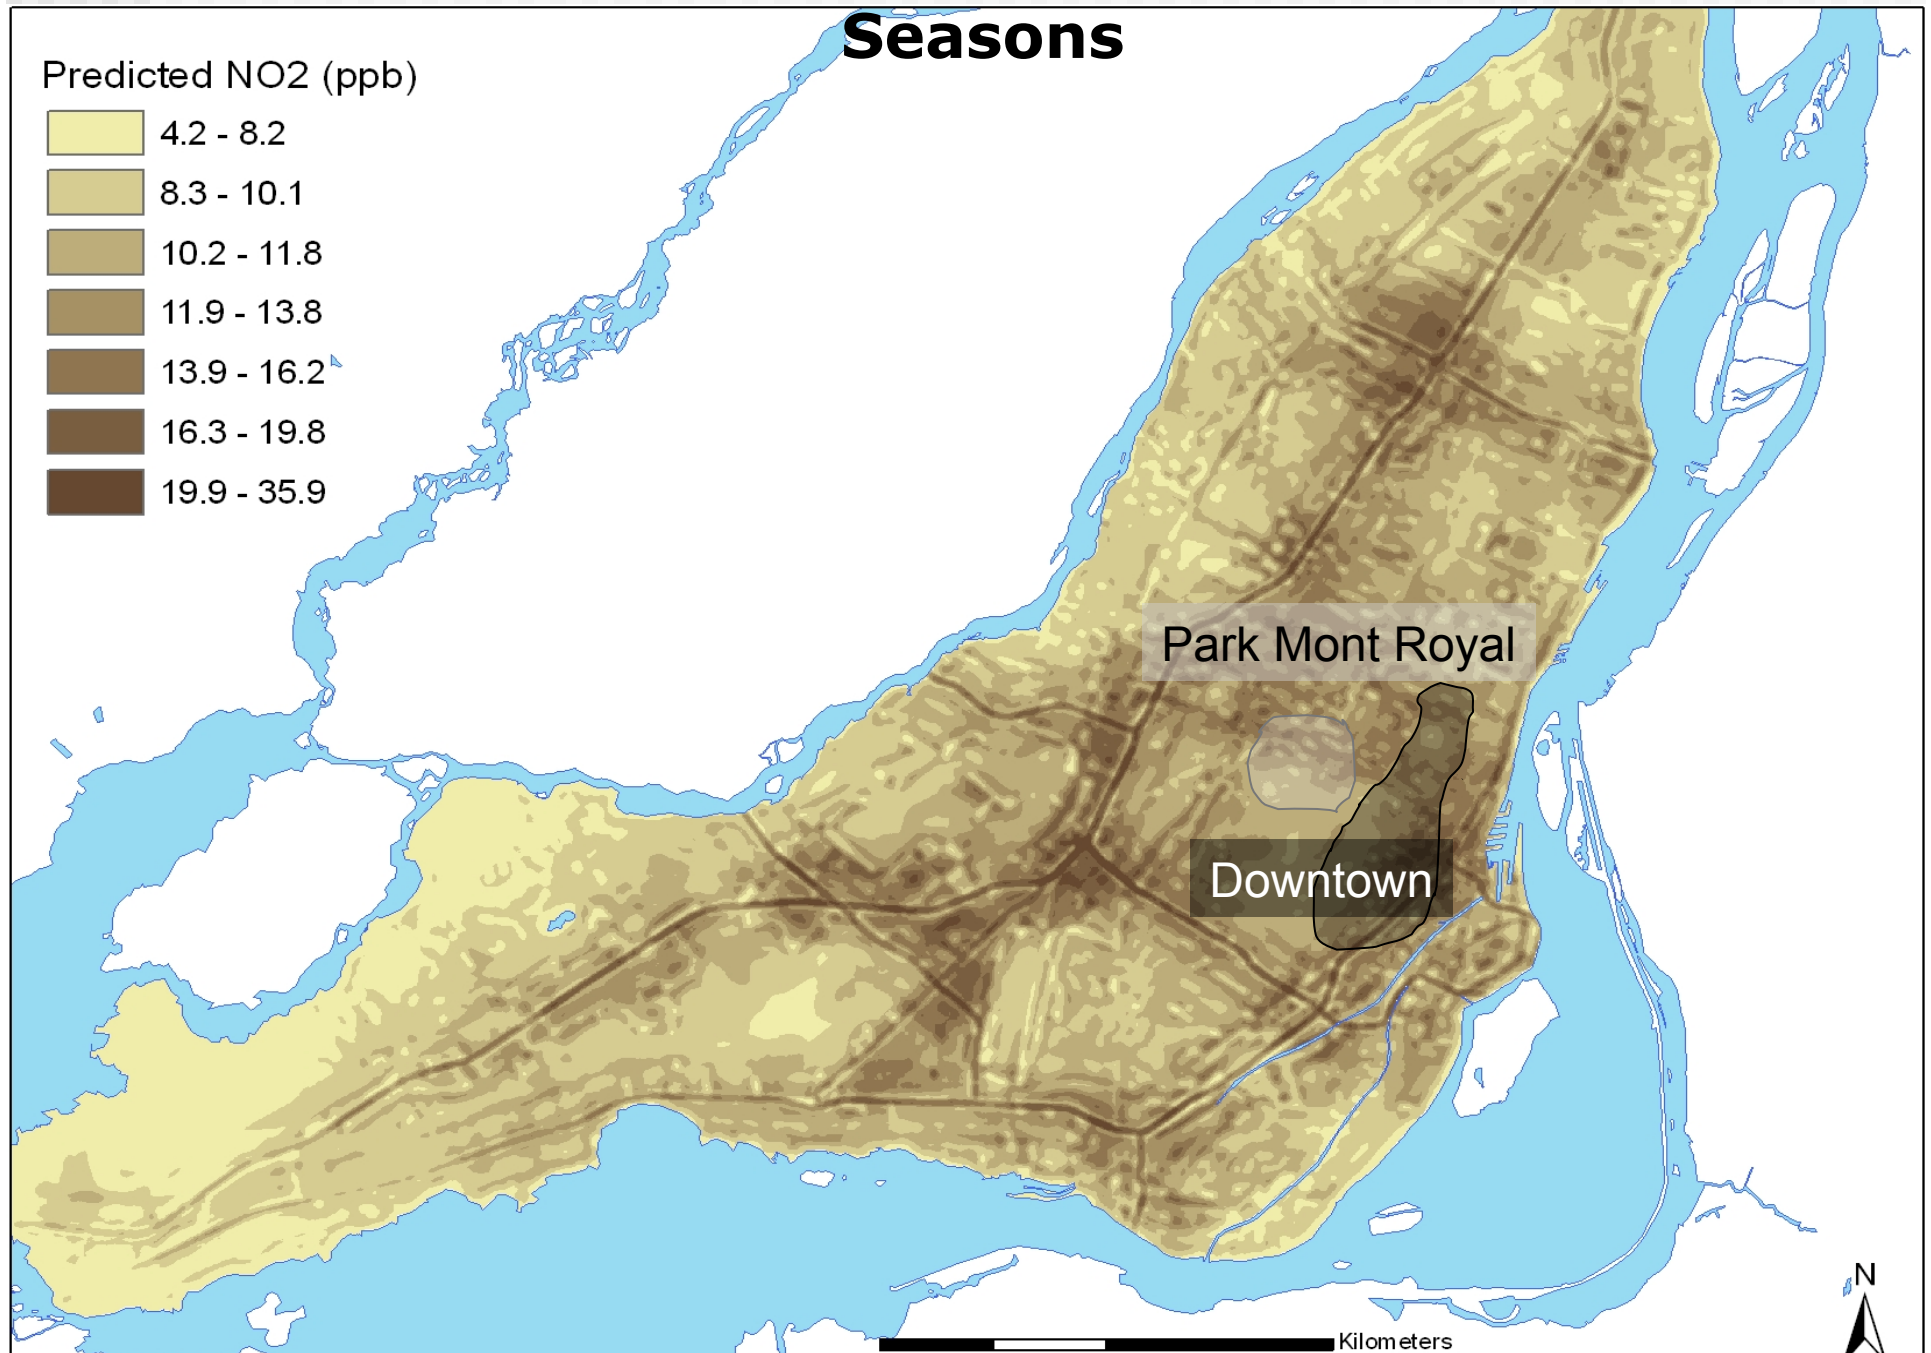 Seasons
Predicted NO2 (ppb)
4.2 - 8.2
8.3 - 10.1
10.2 - 11.8
11.9 - 13.8
13.9 - 16.2
16.3 - 19.8
19.9 - 35.9
Park Mont Royal
Downtown
N
Kilometers